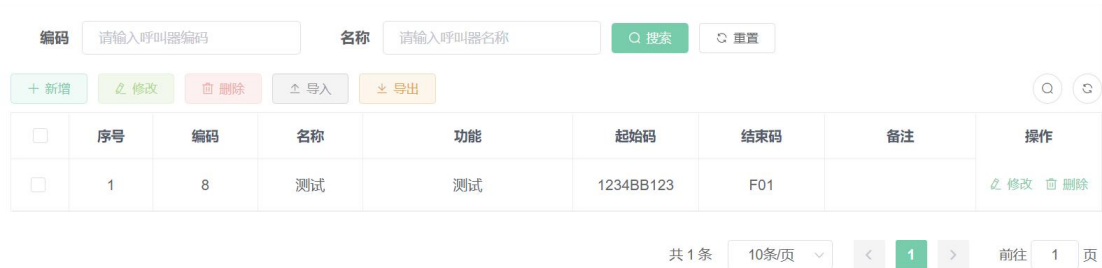 编码 请输入呼叫器编码 名称 请输入呼叫器名称 搜索 重置
新增 修改 删除 导入 导出
序号 编码 名称 功能 起始码 结束码 备注 操作
1 8 测试 测试 1234BB123 F01 修改 删除
共 1 条 10条/页 1 前往 1 页